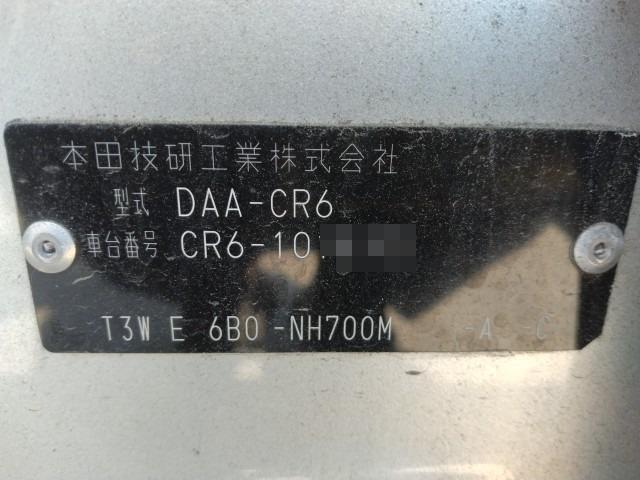 本田技研工業株式会社
型式 DAA-CR6
車台番号 CR6-10
T3W E 6B0 -NH700M -A -C